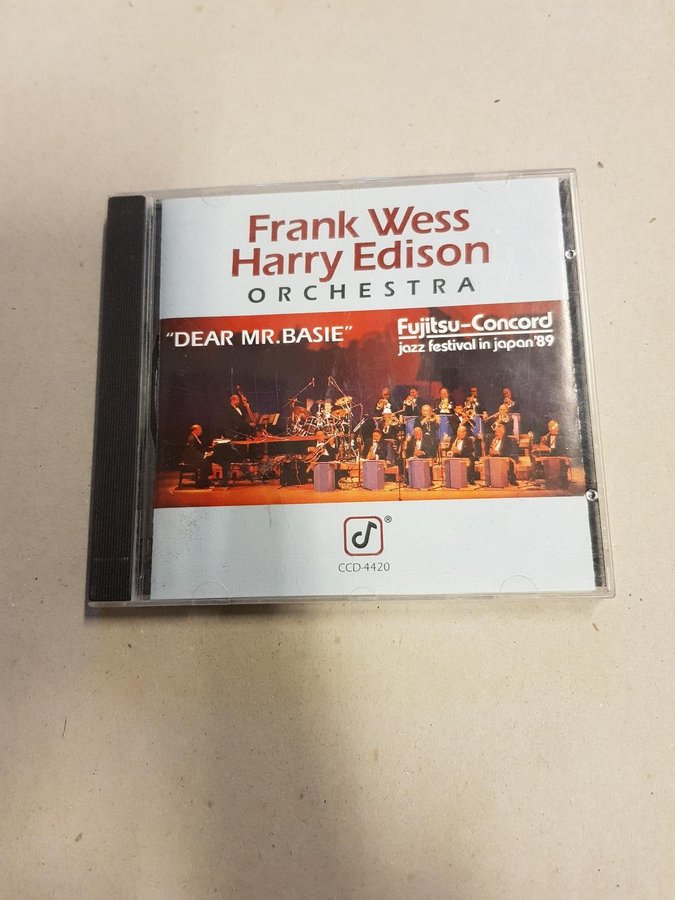 Frank Wess
Harry Edison
ORCHESTRA
"DEAR MR.BASIE"
Fujitsu-Concord
jazz festival in japan '89
®
CCD-4420